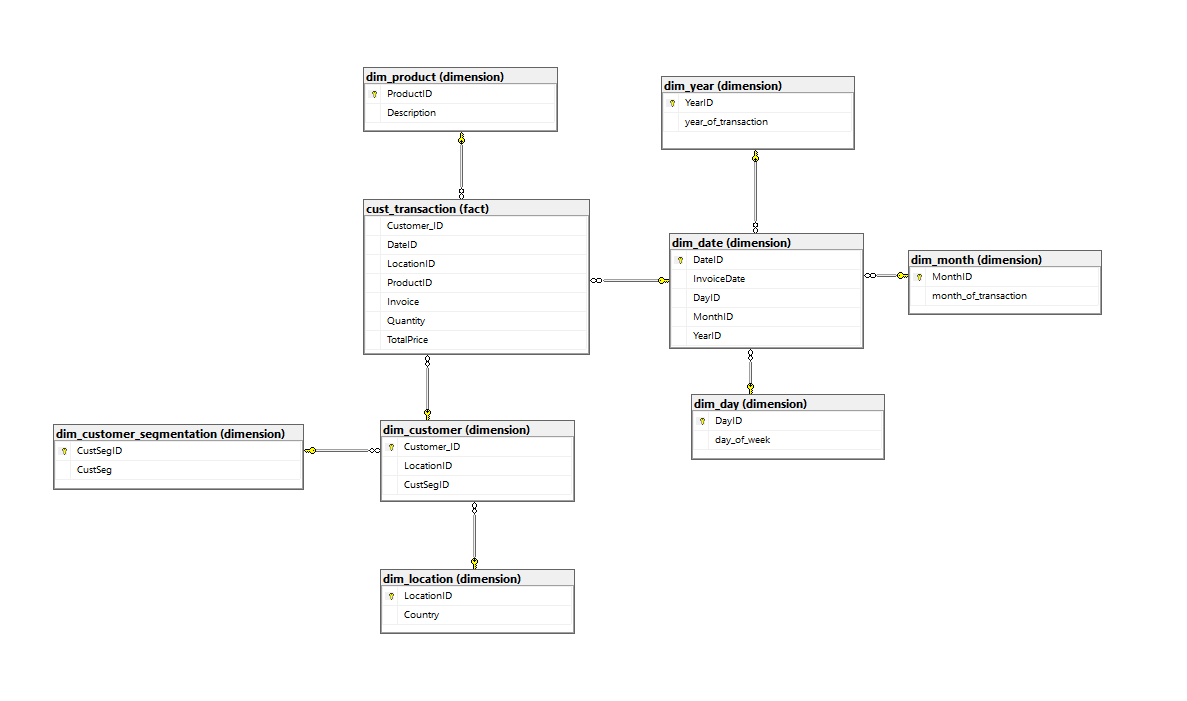 dim_product (dimension)
ProductID
Description
dim_year (dimension)
YearID
year_of_transaction
cust_transaction (fact)
Customer_ID
DateID
LocationID
ProductID
Invoice
Quantity
TotalPrice
dim_date (dimension)
DateID
InvoiceDate
DayID
MonthID
YearID
dim_month (dimension)
MonthID
month_of_transaction
dim_day (dimension)
DayID
day_of_week
dim_customer_segmentation (dimension)
CustSegID
CustSeg
dim_customer (dimension)
Customer_ID
LocationID
CustSegID
dim_location (dimension)
LocationID
Country